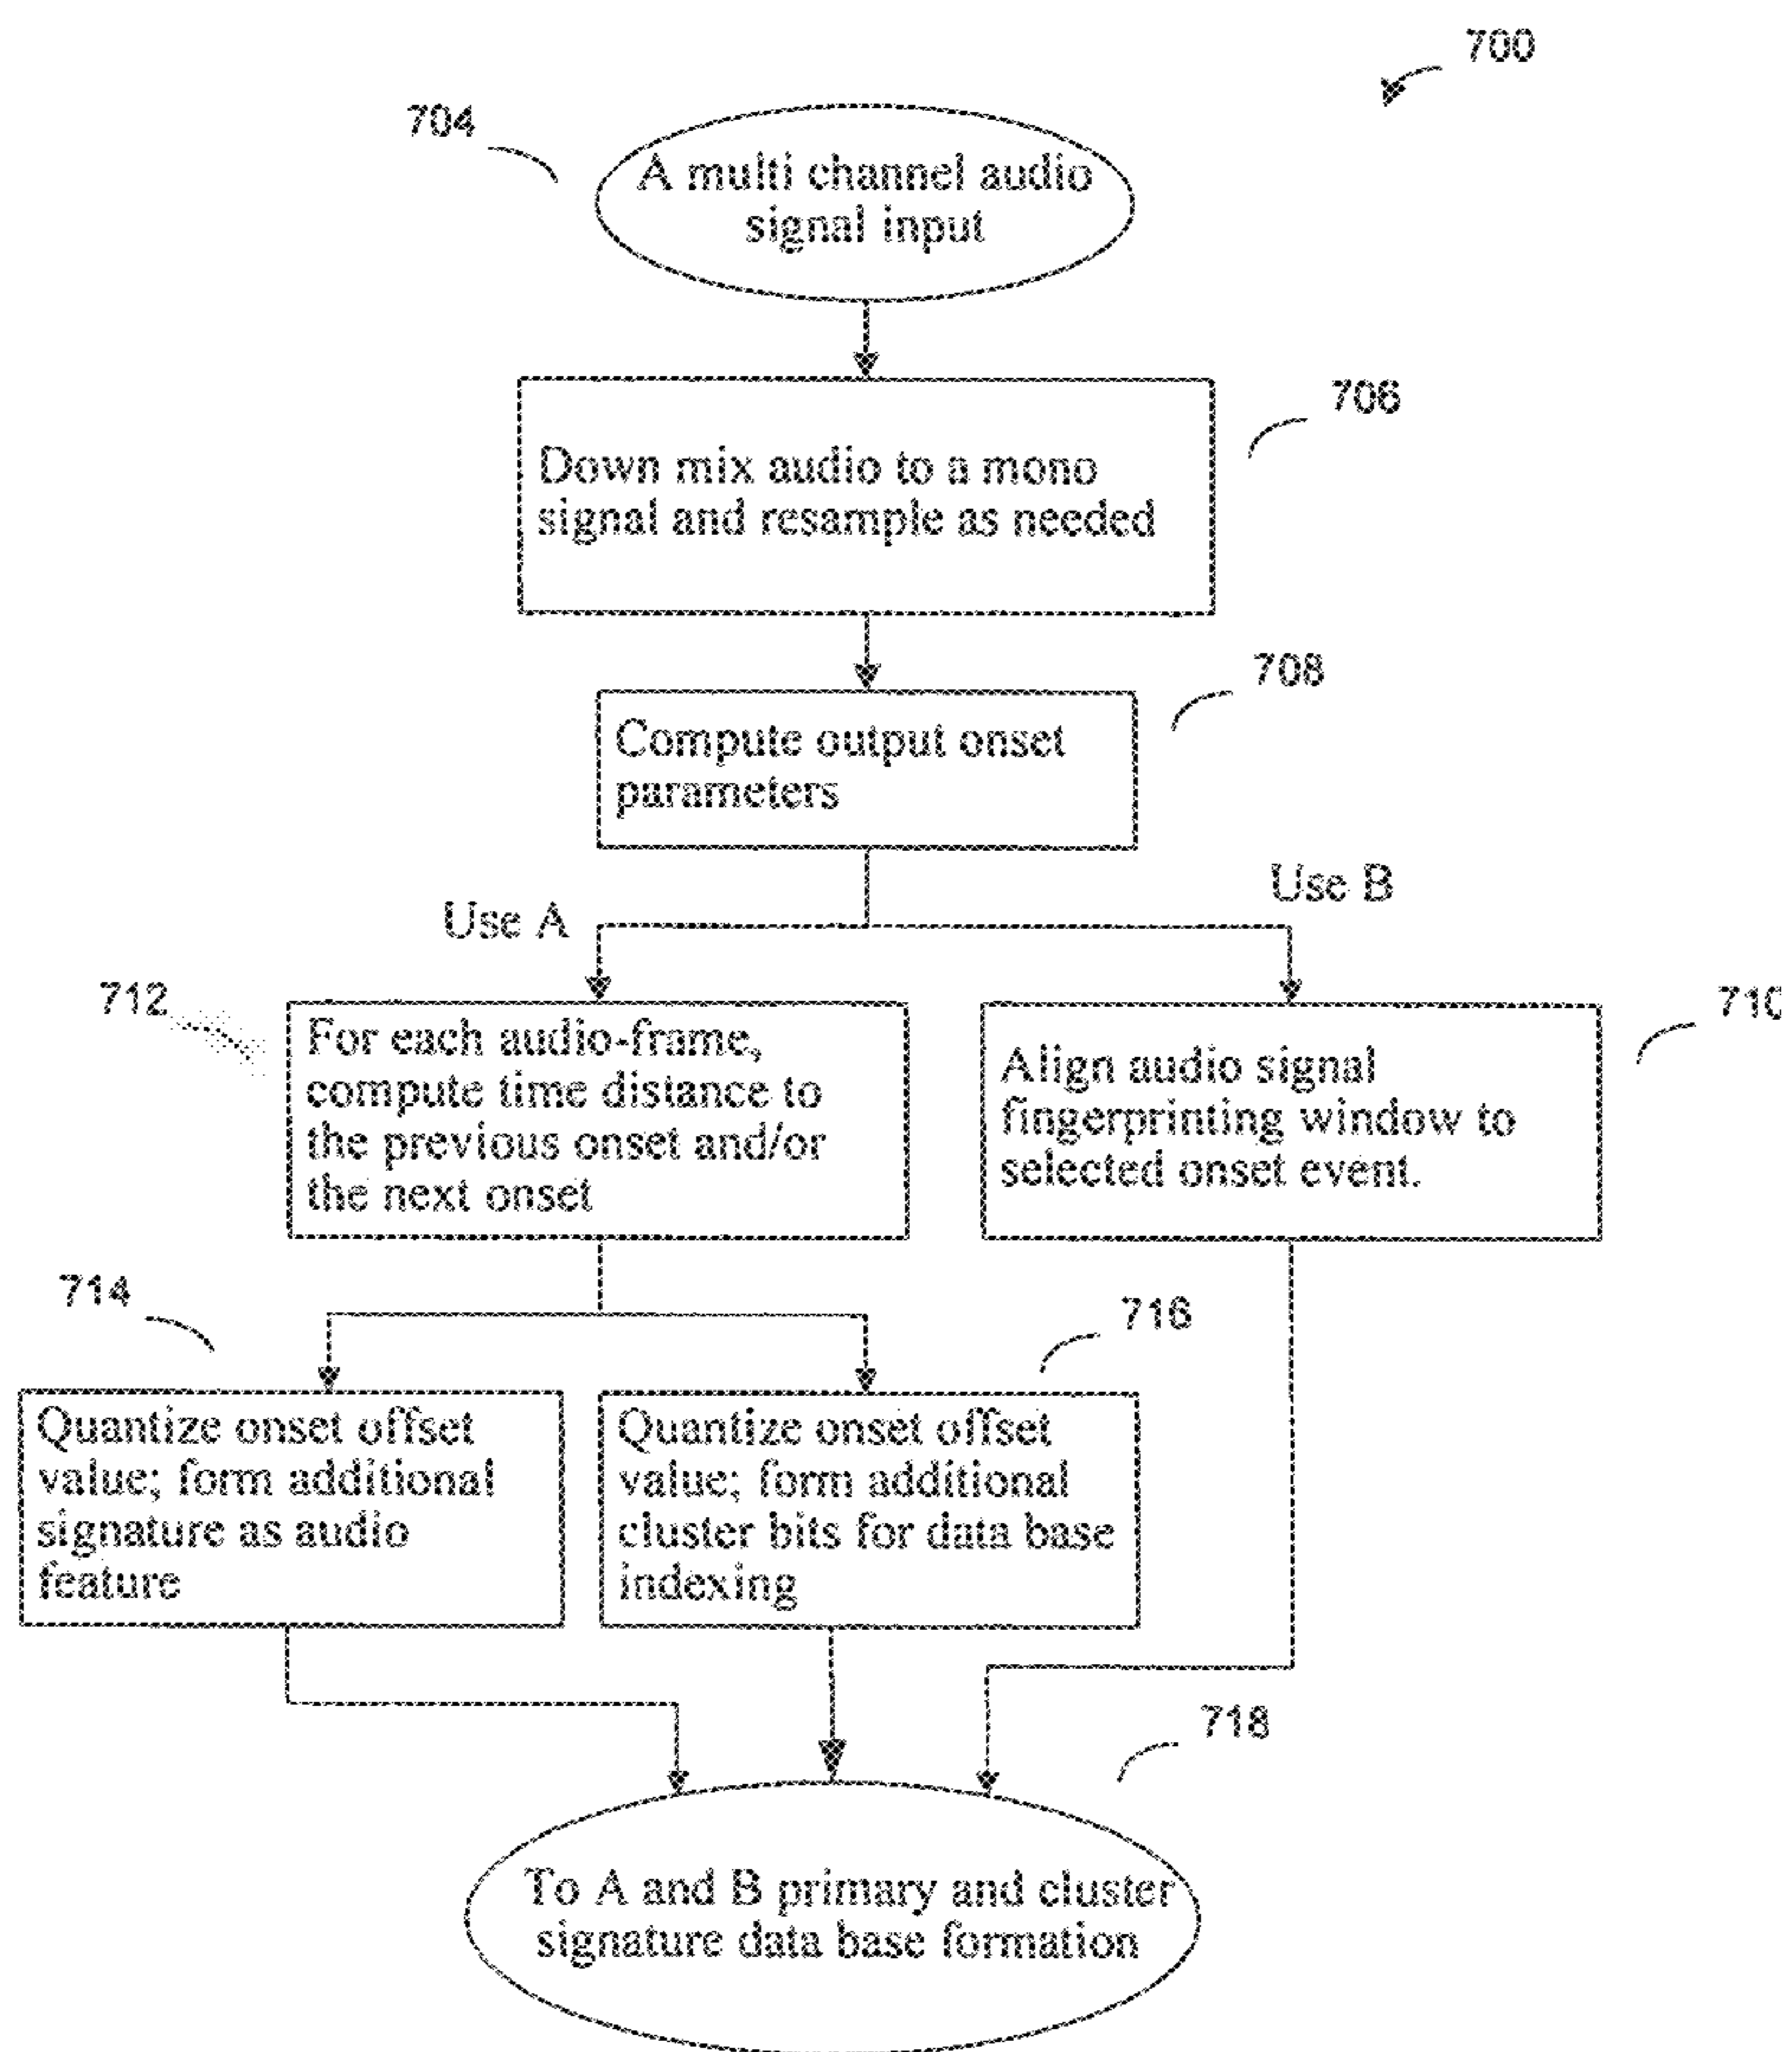 700
704
A multi channel audio
signal input
706
Down mix audio to a mono
signal and resample as needed
708
Compute output onset
parameters
Use A
Use B
712
For each audio-frame,
compute time distance to
the previous onset and/or
the next onset
710
Align audio signal
fingerprinting window to
selected onset event.
714
Quantize onset offset
value; form additional
signature as audio
feature
716
Quantize onset offset
value; form additional
cluster bits for data base
indexing
718
To A and B primary and cluster
signature data base formation